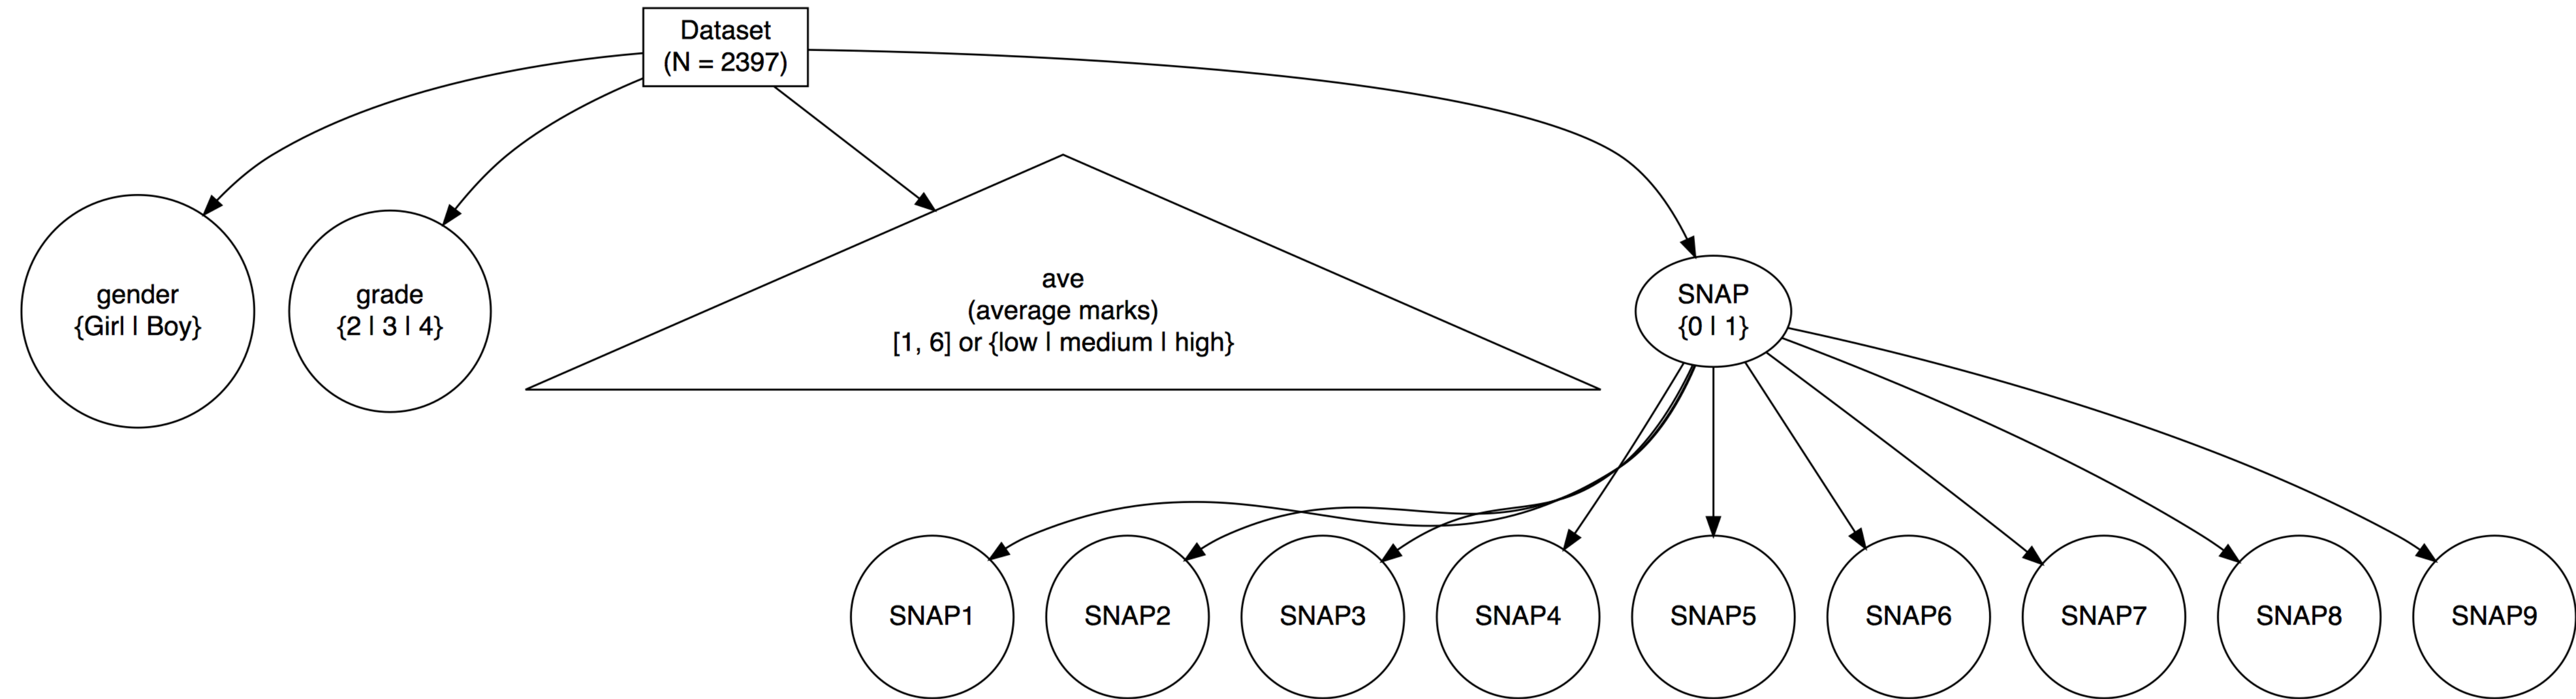 Dataset
(N = 2397)
gender
{Girl | Boy}
grade
{2 | 3 | 4}
ave
(average marks)
[1, 6] or {low | medium | high}
SNAP
{0 | 1}
SNAP1
SNAP2
SNAP3
SNAP4
SNAP5
SNAP6
SNAP7
SNAP8
SNAP9